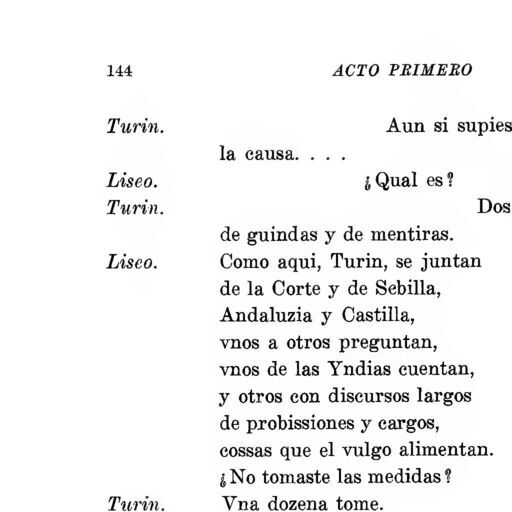 144 ACTO PRIMERO
Turin. Aun si supies
la causa. . . .
Liseo. ¿Qual es?
Turin. Dos
de guindas y de mentiras.
Liseo. Como aqui, Turin, se juntan
de la Corte y de Sebilla,
Andaluzia y Castilla,
vnos a otros preguntan,
vnos de las Yndias cuentan,
y otros con discursos largos
de probissiones y cargos,
cossas que el vulgo alimentan.
¿No tomaste las medidas?
Turin. Vna dozena tome.